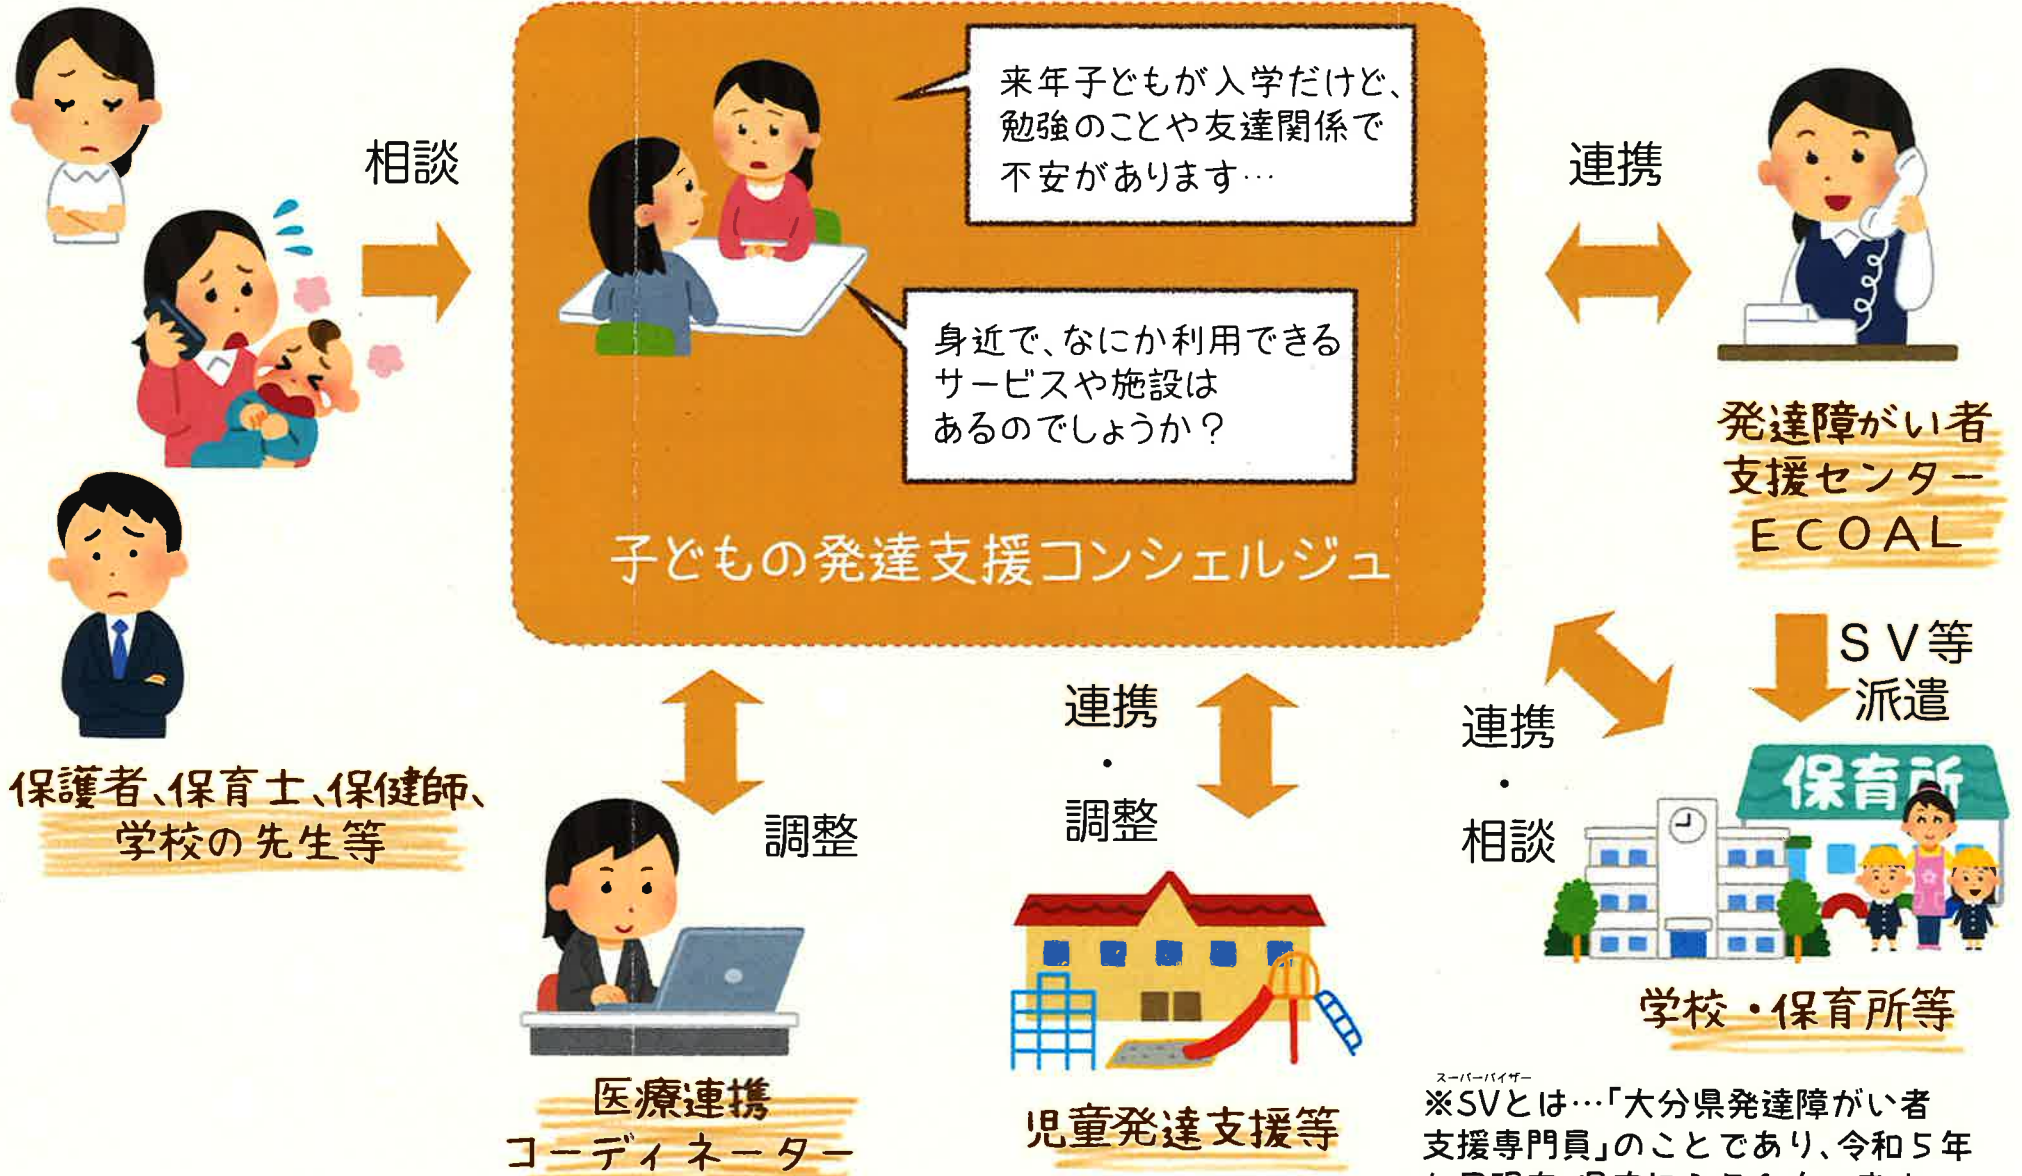 相談
来年子どもが入学だけど、
勉強のことや友達関係で
不安があります…
身近で、なにか利用できる
サービスや施設は
あるのでしょうか？
子どもの発達支援コンシェルジュ
連携
発達障がい者
支援センター
ＥＣＯＡＬ
ＳＶ等
派遣
保護者、保育士、保健師、
学校の先生等
調整
医療連携
コーディネーター
連携
・
調整
児童発達支援等
連携
・
相談
保育所
学校・保育所等
スーパーバイザー
※SVとは…「大分県発達障がい者
支援専門員」のことであり、令和５年